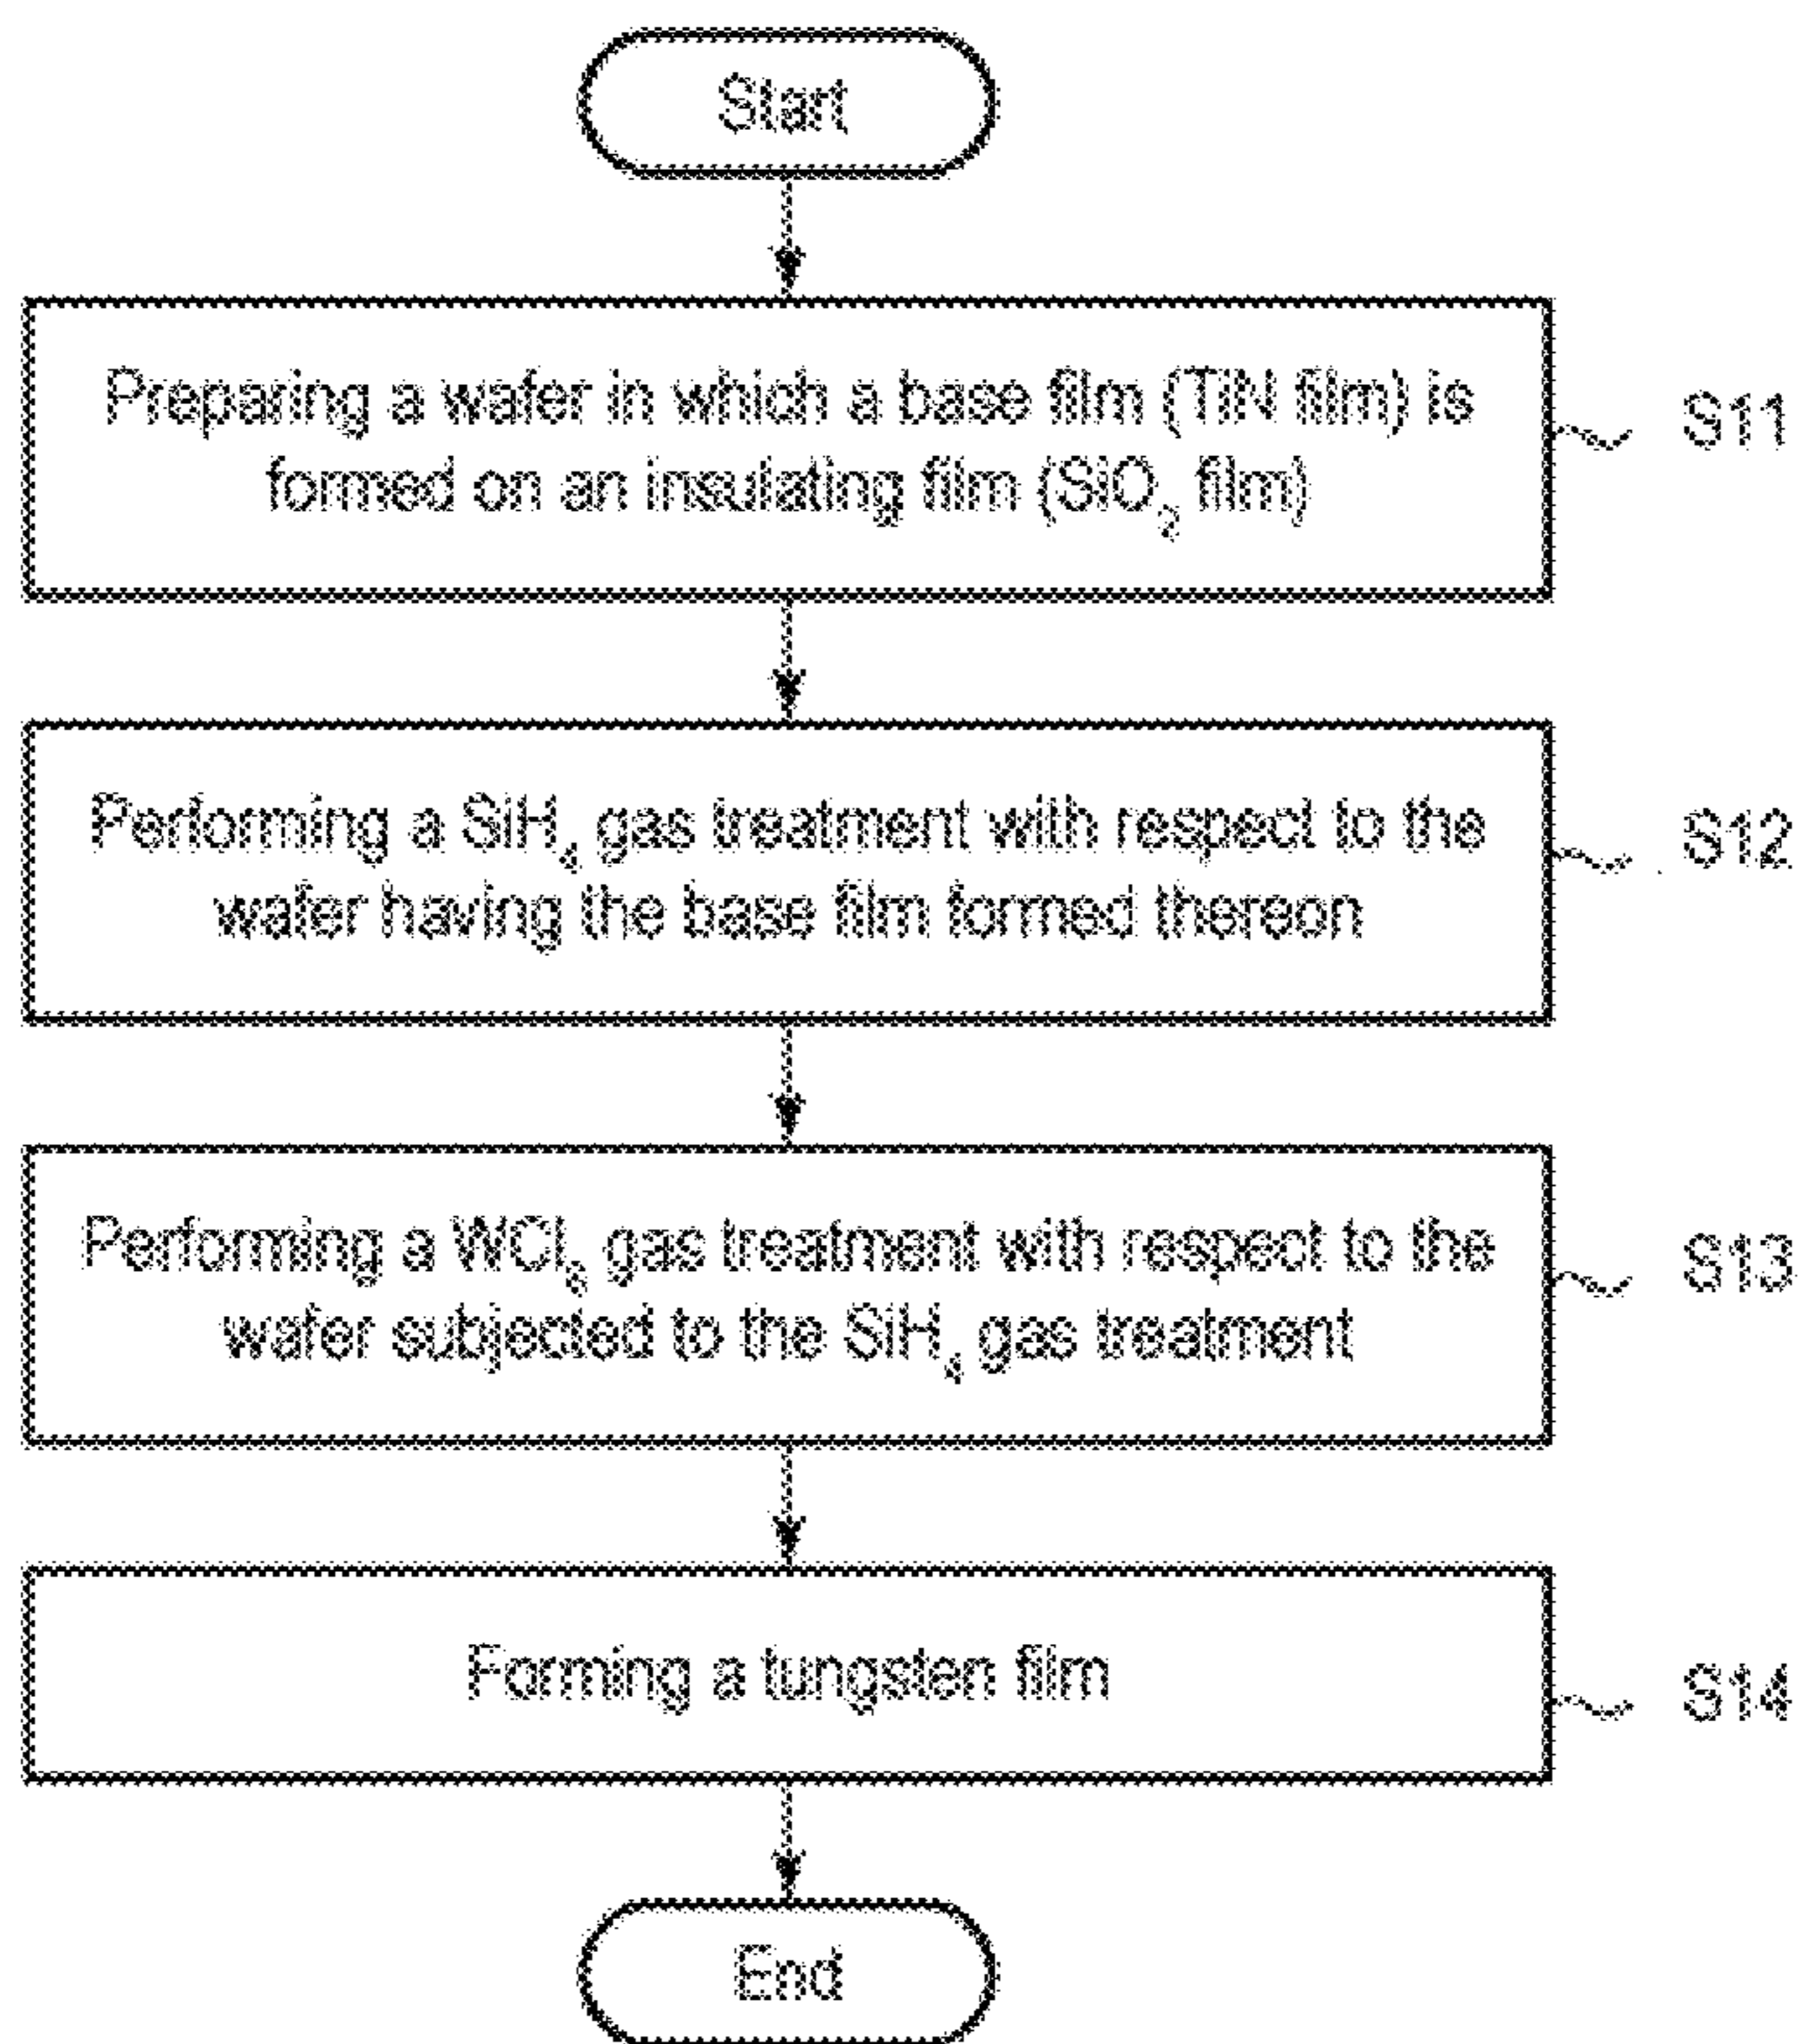 Start
Preparing a wafer in which a base film (TiN film) is
formed on an insulating film (SiO₂ film)
S11
Performing a SiH₄ gas treatment with respect to the
wafer having the base film formed thereon
S12
Performing a WCl₆ gas treatment with respect to the
wafer subjected to the SiH₄ gas treatment
S13
Forming a tungsten film
S14
End